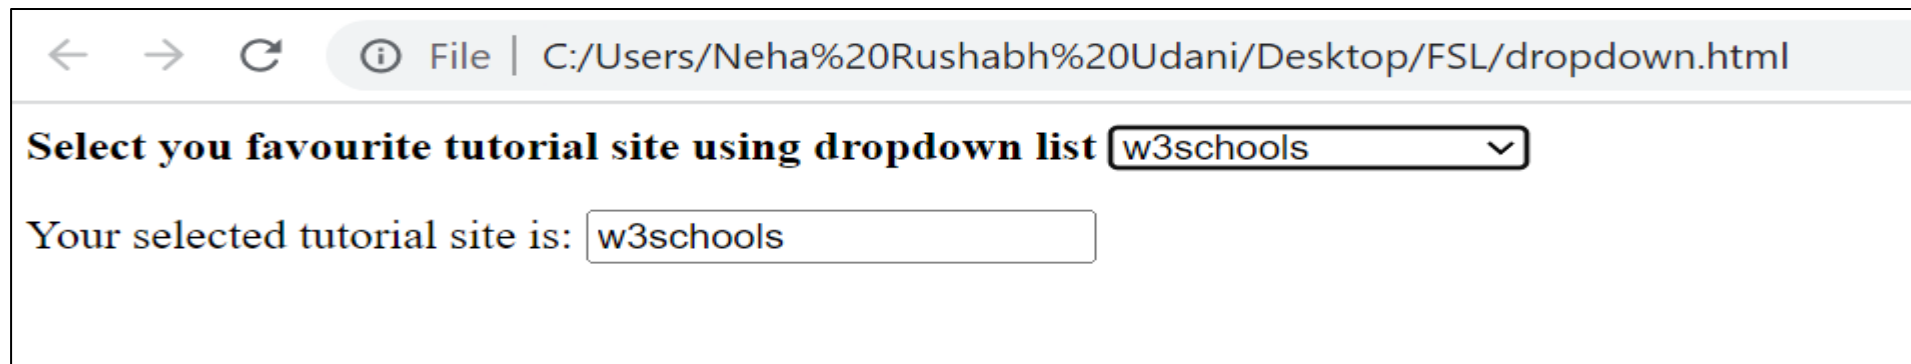 File | C:/Users/Neha%20Rushabh%20Udani/Desktop/FSL/dropdown.html
Select you favourite tutorial site using dropdown list w3schools
Your selected tutorial site is: w3schools